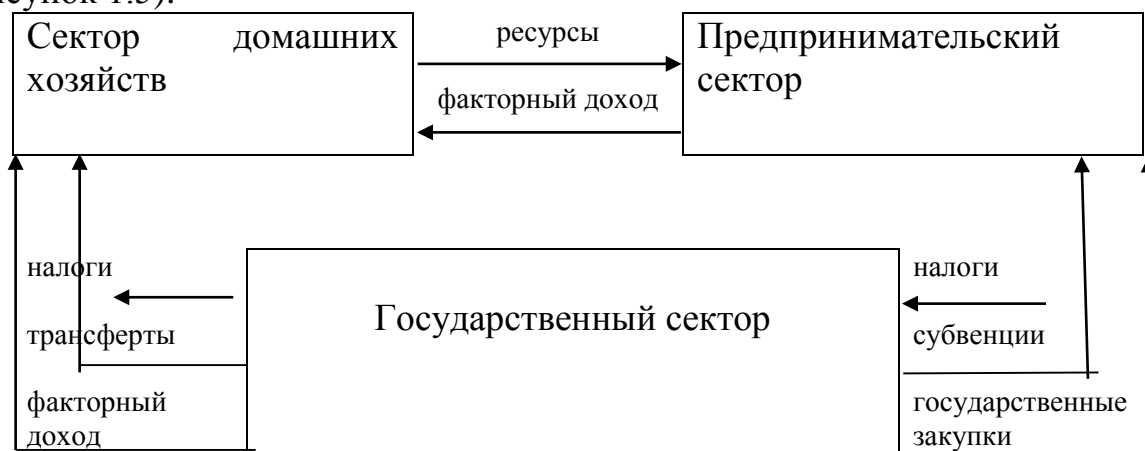 Сектор домашних
хозяйств
ресурсы
факторный доход
Предпринимательский
сектор
налоги
трансферты
факторный
доход
Государственный сектор
налоги
субвенции
государственные
закупки